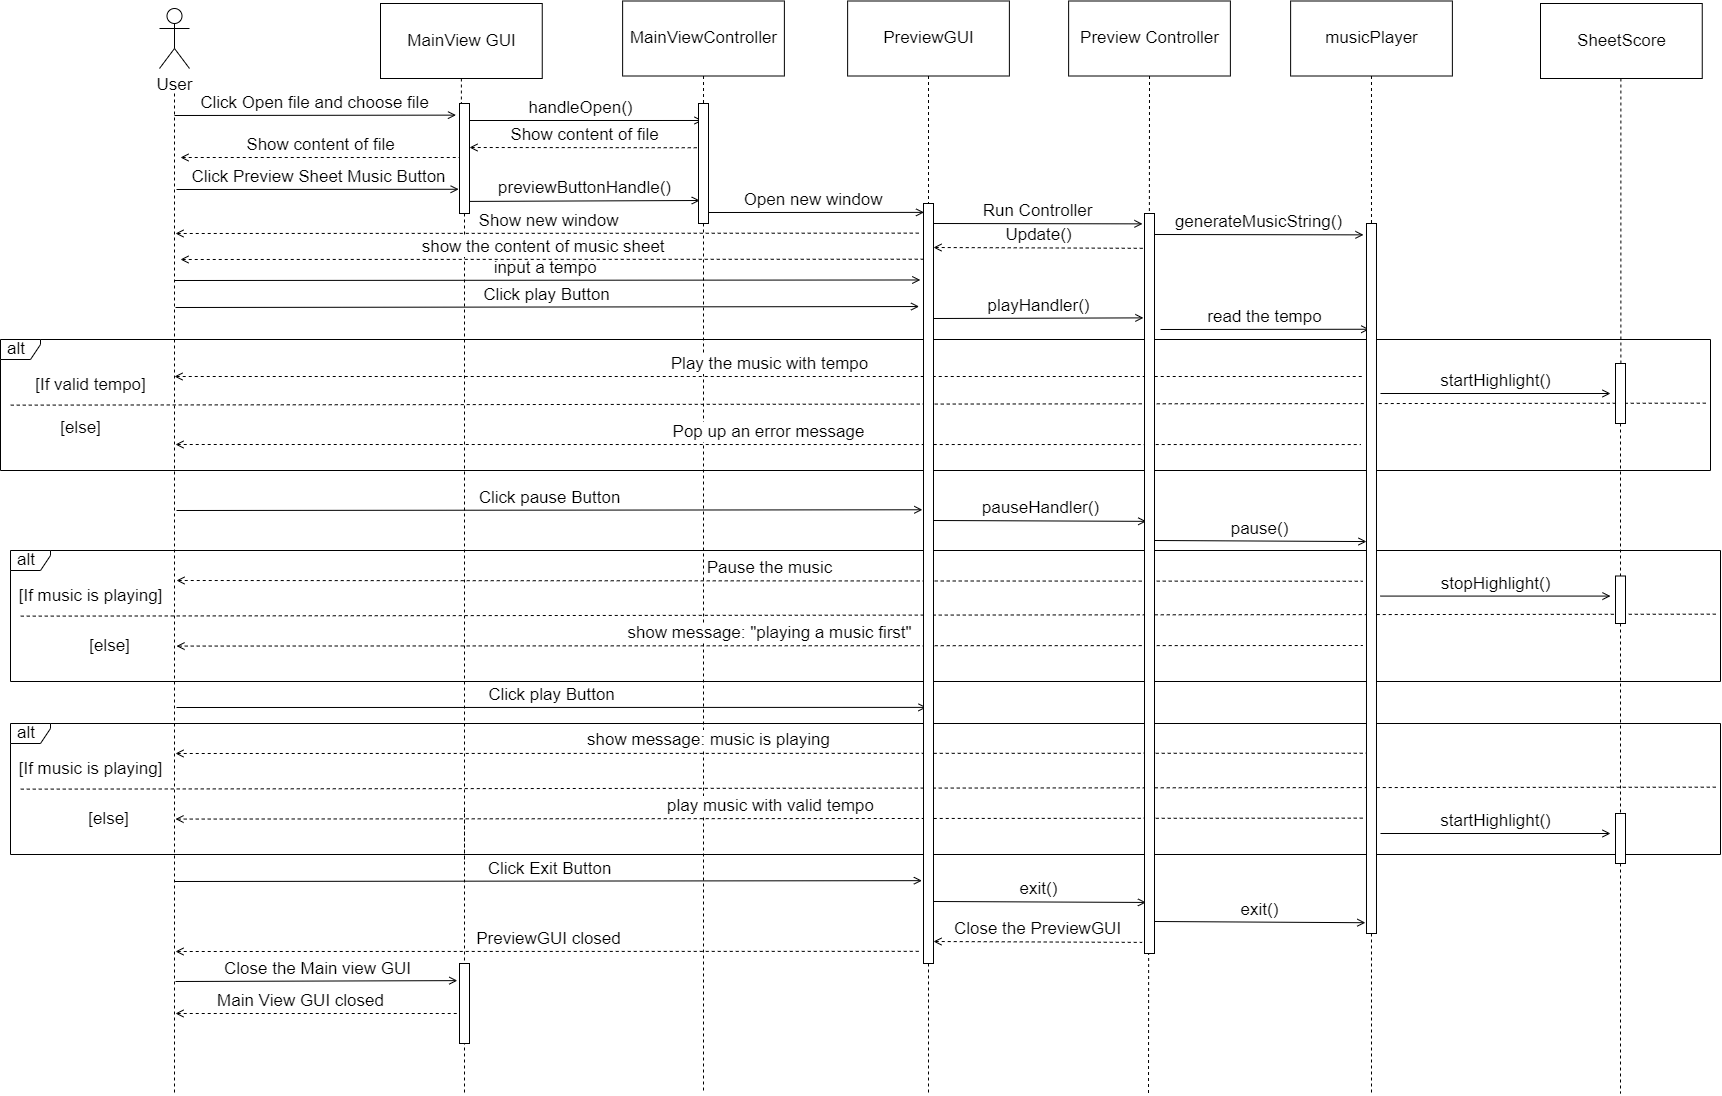 User
MainView GUI
MainViewController
PreviewGUI
Preview Controller
musicPlayer
SheetScore
Click Open file and choose file
handleOpen()
Show content of file
Show content of file
Click Preview Sheet Music Button
previewButtonHandle()
Open new window
Show new window
Run Controller
generateMusicString()
Update()
show the content of music sheet
input a tempo
Click play Button
playHandler()
read the tempo
alt
Play the music with tempo
[If valid tempo]
startHighlight()
[else]
Pop up an error message
Click pause Button
pauseHandler()
pause()
alt
Pause the music
[If music is playing]
stopHighlight()
show message: "playing a music first"
[else]
Click play Button
alt
show message: music is playing
[If music is playing]
play music with valid tempo
[else]
startHighlight()
Click Exit Button
exit()
exit()
Close the PreviewGUI
PreviewGUI closed
Close the Main view GUI
Main View GUI closed